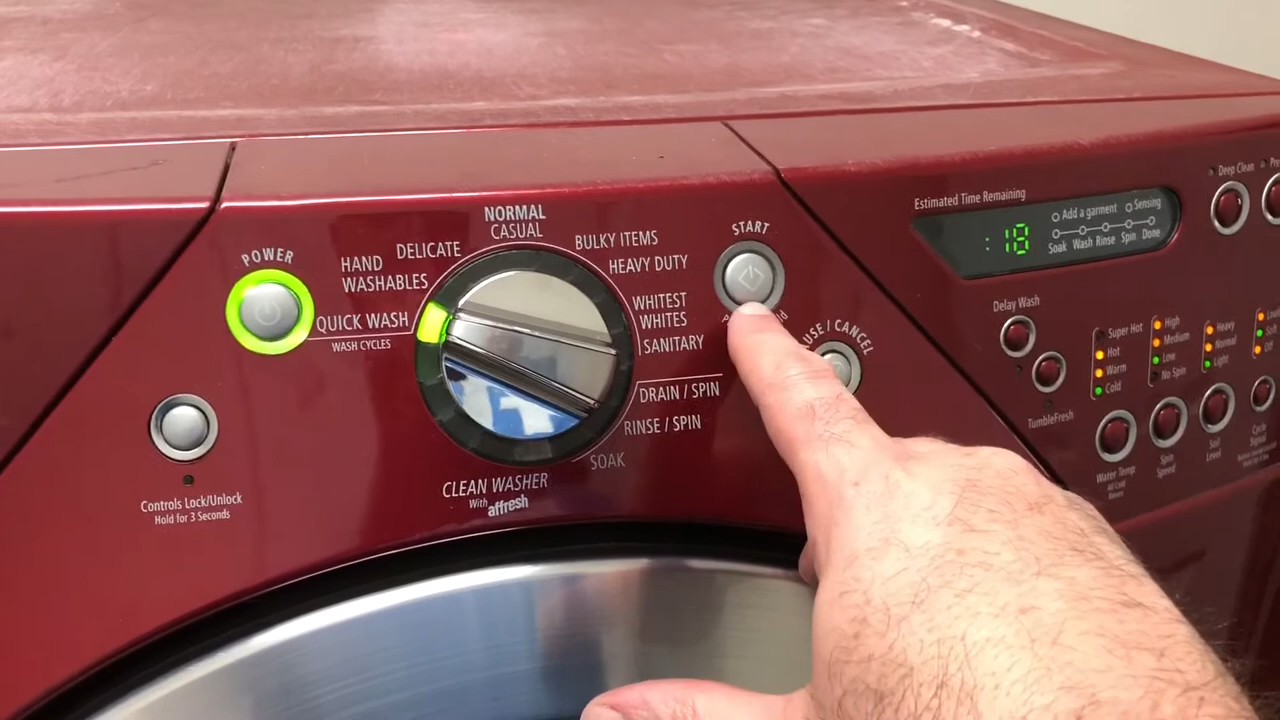 POWER
HAND
WASHABLES
DELICATE
NORMAL
CASUAL
BULKY ITEMS
HEAVY DUTY
WHITEST
WHITES
SANITARY
QUICK WASH
WASH CYCLES
DRAIN / SPIN
RINSE / SPIN
SOAK
CLEAN WASHER
With affresh
Controls Lock/Unlock
Hold for 3 Seconds
START
USE / CANCEL
Estimated Time Remaining
:18
Add a garment Sensing
Soak Wash Rinse Spin Done
Deep Clean
Delay Wash
TumbleFresh
Super Hot
Hot
Warm
Cold
High
Medium
Low
No Spin
Heavy
Normal
Light
Off
Water Temp
Spin
Speed
Soil
Level
Cycle
Signal